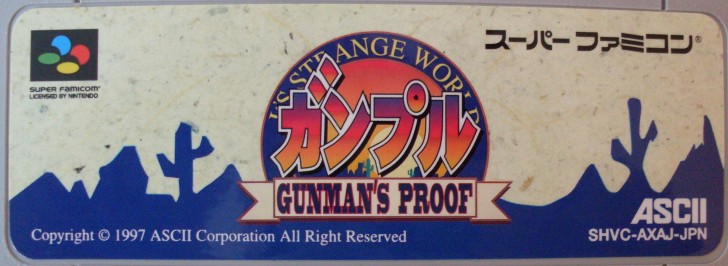 SUPER FAMICOM®
LICENSED BY NINTENDO
スーパーファミコン®
IT'S STRANGE WORLD
ガンプル
GUNMAN'S PROOF
Copyright © 1997 ASCII Corporation All Right Reserved
ASCII
SHVC-AXAJ-JPN